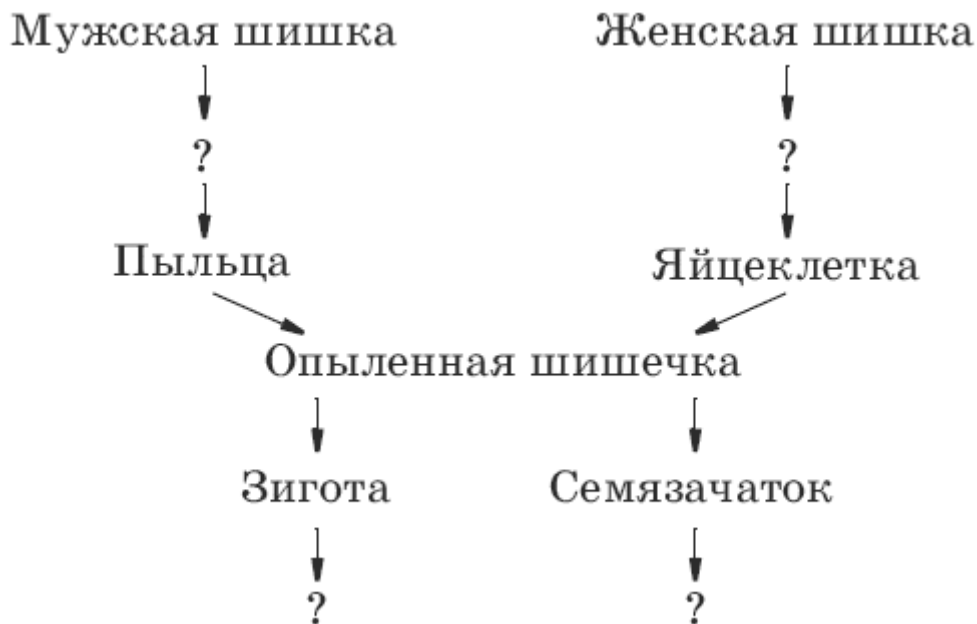 Мужская шишка Женская шишка
? ?
Пыльца Яйцеклетка
Опыленная шишечка
Зигота Семязачаток
? ?